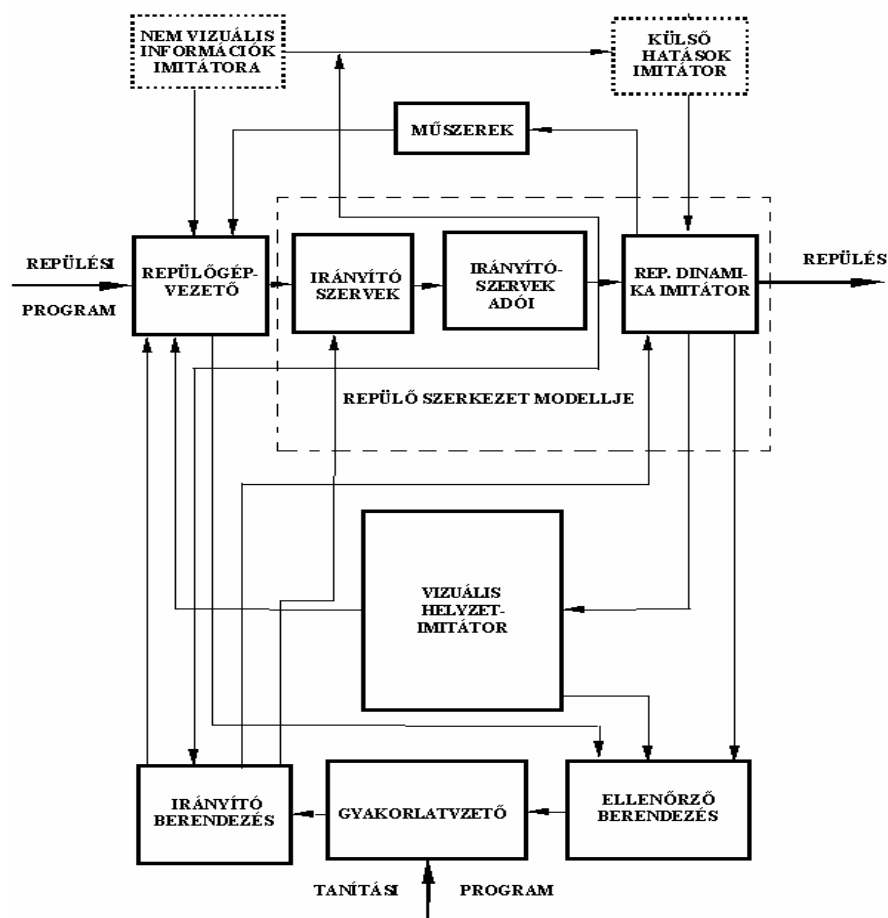 NEM VIZUÁLIS
INFORMÁCIÓK
IMITÁTORA
KÜLSŐ
HATÁSOK
IMITÁTOR
MŰSZEREK
REPÜLÉSI
PROGRAM
REPÜLŐGÉP-
VEZETŐ
IRÁNYÍTÓ
SZERVEK
IRÁNYÍTÓ-
SZERVEK
ADÓI
REP. DINAMI-
KA IMITÁTOR
REPÜLÉS
REPÜLŐ SZERKEZET MODELLJE
VIZUÁLIS
HELYZET-
IMITÁTOR
IRÁNYÍTÓ
BERENDEZÉS
GYAKORLATVZETŐ
ELLENŐRZŐ
BERENDEZÉS
TANÍTÁSI PROGRAM